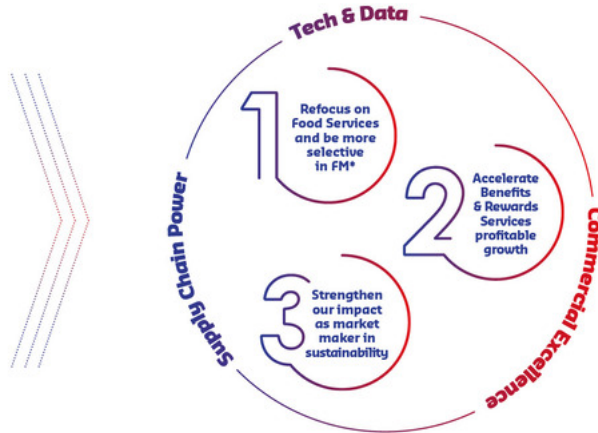 Tech & Data
1
Refocus on
Food Services
and be more
selective
in FM*
2
Accelerate
Benefits
& Rewards
Services
profitable
growth
3
Strengthen
our impact
as market
maker in
sustainability
Supply Chain Power
Commercial Excellence